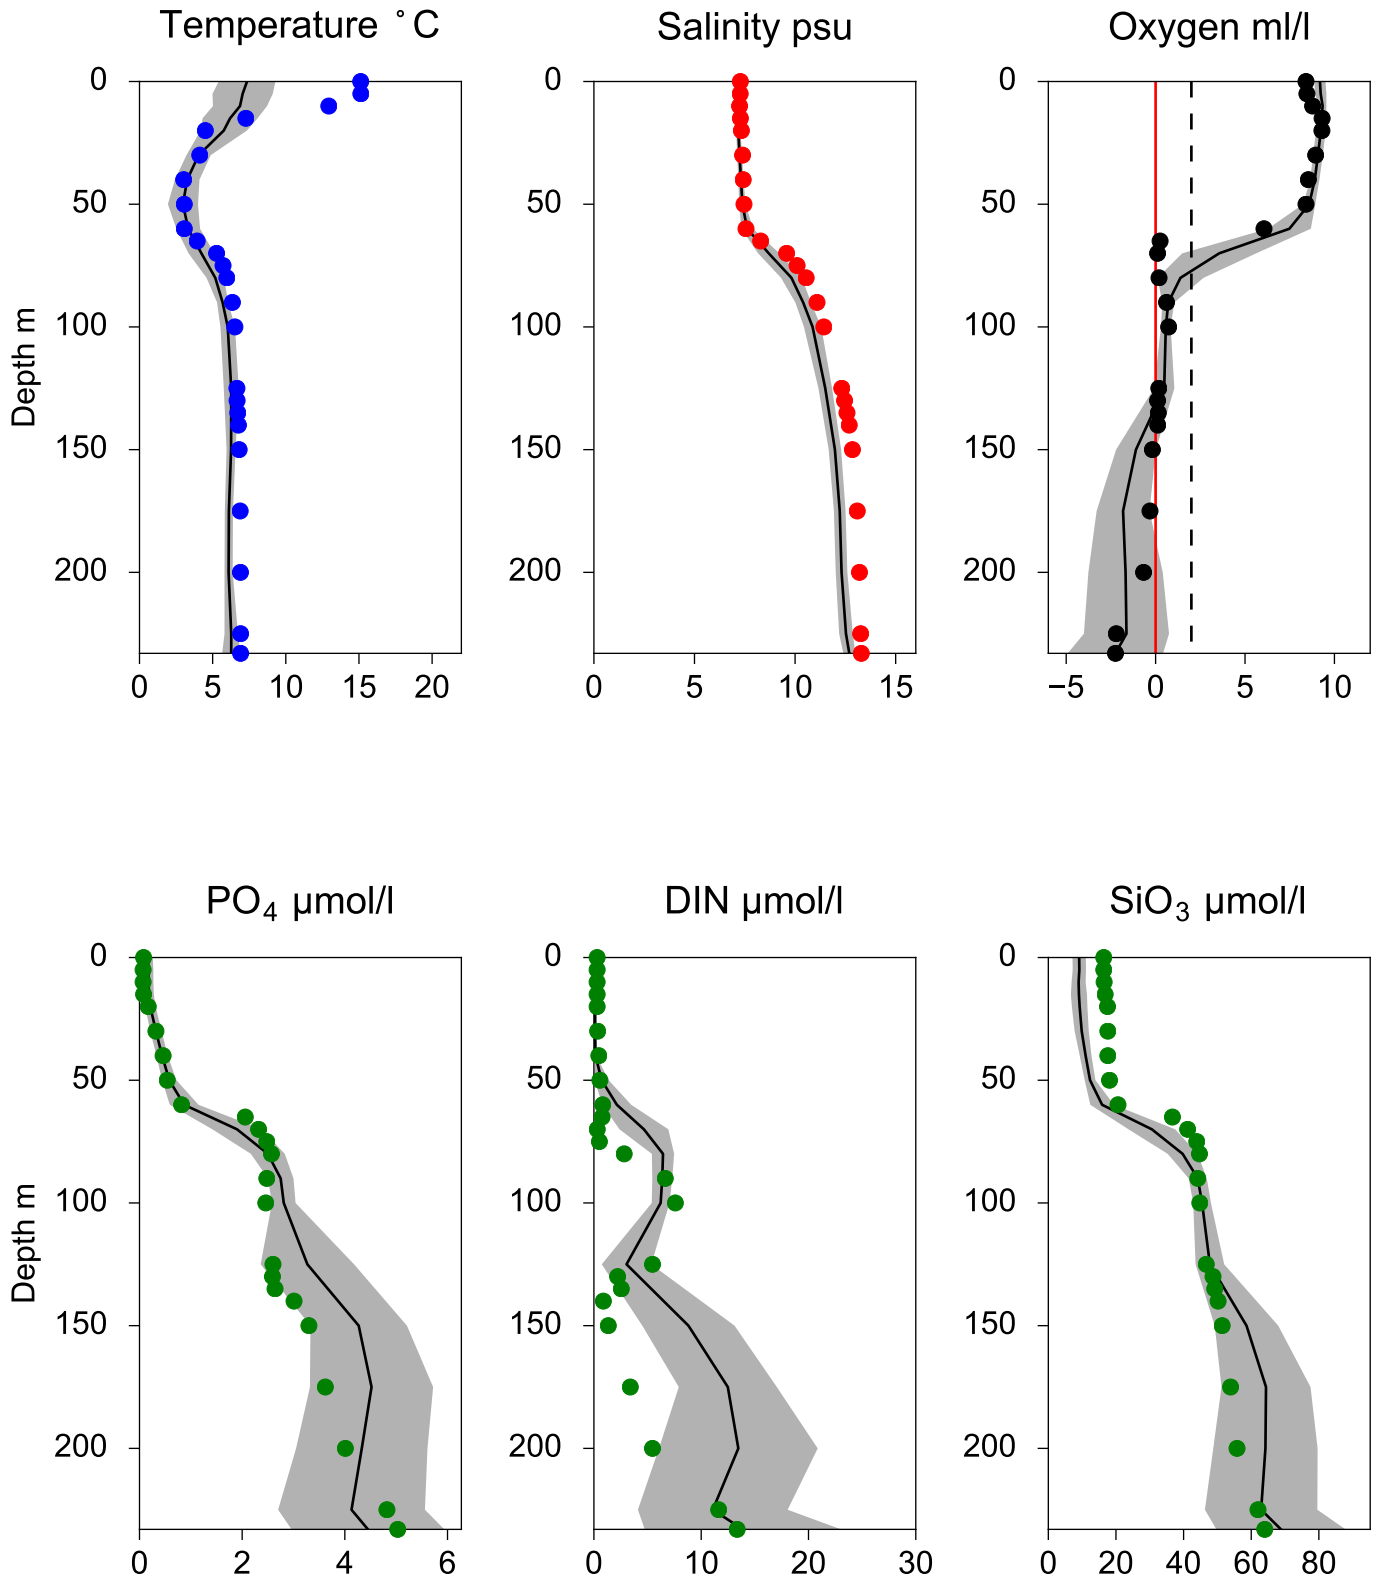 Temperature °C
Salinity psu
Oxygen ml/l
0
50
100
150
200
Depth m
0 5 10 15 20
0
50
100
150
200
0 5 10 15
0
50
100
150
200
−5 0 5 10
PO₄ µmol/l
DIN µmol/l
SiO₃ µmol/l
0
50
100
150
200
Depth m
0 2 4 6
0
50
100
150
200
0 10 20 30
0
50
100
150
200
0 20 40 60 80